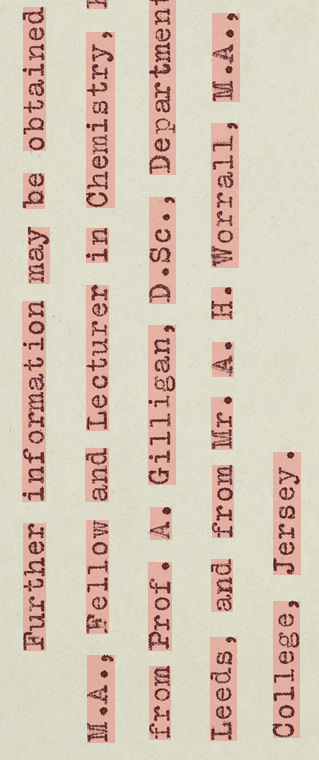 Further information may be obtained
M.A., Fellow and Lecturer in Chemistry,
from Prof. A. Gilligan, D.Sc., Department
Leeds, and from Mr. A. H. Worrall, M.A.,
College, Jersey.